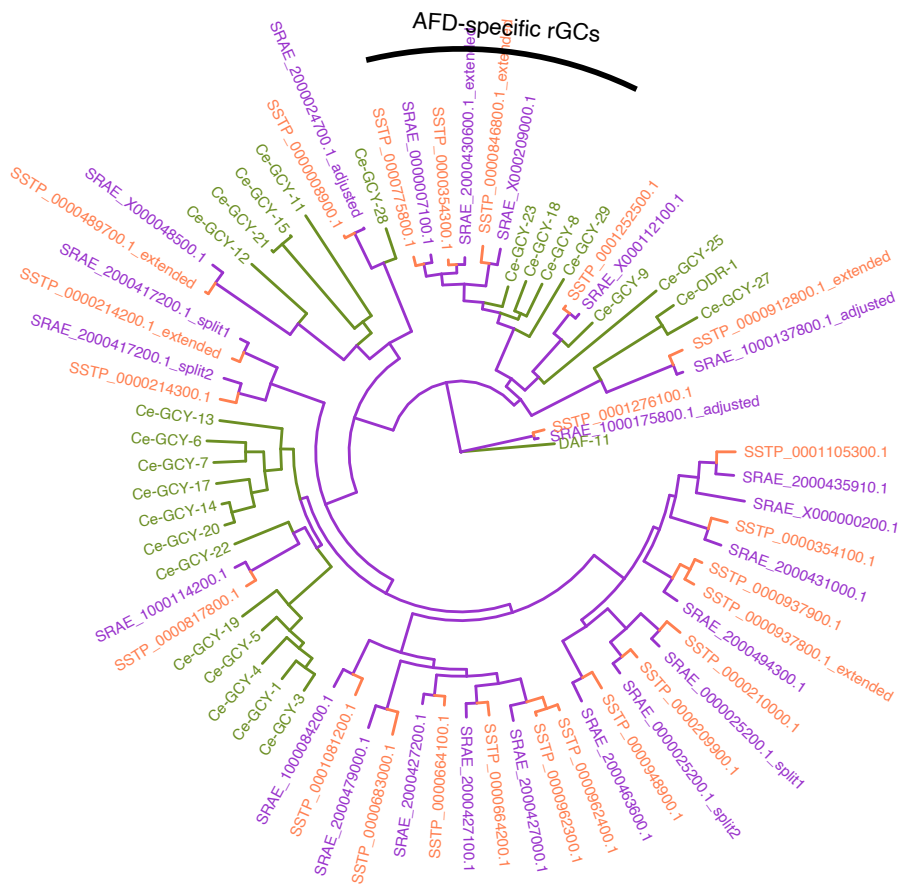 AFD-specific rGCs
SRAE_2000024700.1_adjusted
SSTP_0000008900.1
Ce-GCY-28
SSTP_0000775800.1
SRAE_0000007100.1
SSTP_0000354300.1
SRAE_2000430600.1_extended
SSTP_0000846800.1_extended
SRAE_X000209000.1
Ce-GCY-23
Ce-GCY-18
Ce-GCY-8
Ce-GCY-29
SSTP_0001252500.1
SRAE_X000112100.1
Ce-GCY-9
Ce-GCY-25
Ce-ODR-1
Ce-GCY-27
SSTP_0000912800.1_extended
SRAE_1000137800.1_adjusted
SSTP_0001276100.1
SRAE_1000175800.1_adjusted
DAF-11
SSTP_0001105300.1
SRAE_2000435910.1
SRAE_X000000200.1
SSTP_0000354100.1
SRAE_2000431000.1
SSTP_0000937900.1
SSTP_0000937800.1_extended
SRAE_2000494300.1
SSTP_0000210000.1
SRAE_0000025200.1_split1
SSTP_0000209900.1
SRAE_0000025200.1_split2
SSTP_0000948900.1
SRAE_2000463600.1
SSTP_0000962400.1
SSTP_0000962300.1
SRAE_2000427000.1
SSTP_0000664200.1
SRAE_2000427100.1
SSTP_0000664100.1
SRAE_2000427200.1
SSTP_0000683000.1
SRAE_2000479000.1
SSTP_0001081200.1
SRAE_1000084200.1
Ce-GCY-3
Ce-GCY-1
Ce-GCY-4
Ce-GCY-5
Ce-GCY-19
SSTP_0000817800.1
SRAE_1000114200.1
Ce-GCY-22
Ce-GCY-20
Ce-GCY-14
Ce-GCY-17
Ce-GCY-7
Ce-GCY-6
Ce-GCY-13
SSTP_0000214300.1
SRAE_2000417200.1_split2
SSTP_0000214200.1_extended
SRAE_2000417200.1_split1
SSTP_0000489700.1_extended
SRAE_X000048500.1
Ce-GCY-12
Ce-GCY-21
Ce-GCY-15
Ce-GCY-11